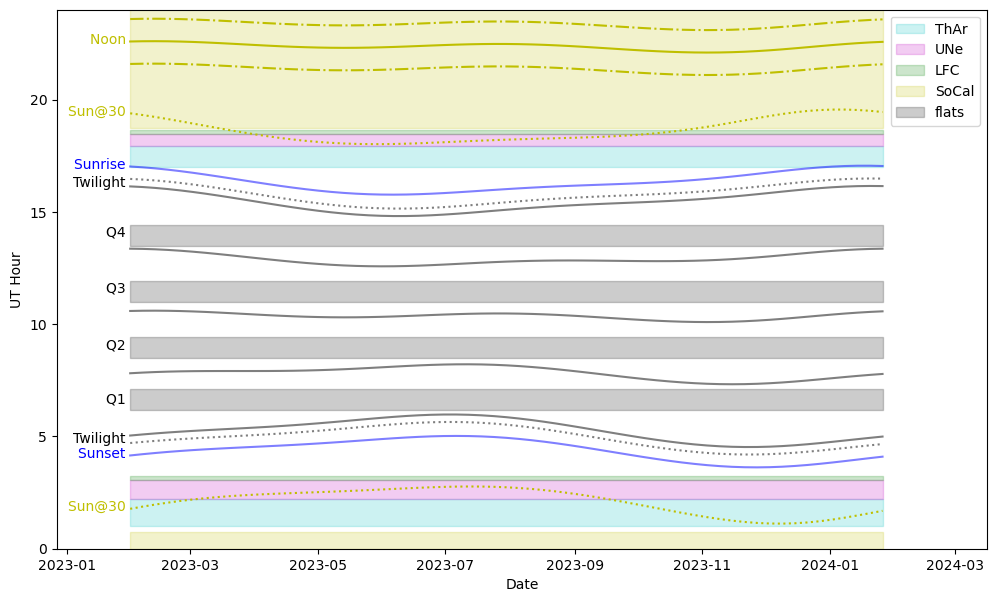 Noon
Sun@30
Sunrise
Twilight
Q4
Q3
Q2
Q1
Twilight
Sunset
Sun@30
ThAr
UNe
LFC
SoCal
flats
UT Hour
20
15
10
5
0
2023-01
2023-03
2023-05
2023-07
2023-09
2023-11
2024-01
2024-03
Date